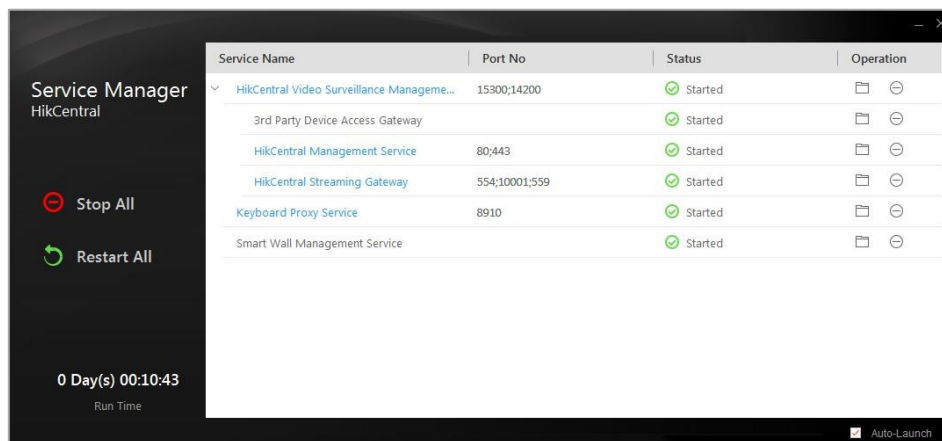 Service Name Port No Status Operation
Service Manager
HikCentral
HikCentral Video Surveillance Manageme... 15300;14200 Started
3rd Party Device Access Gateway Started
HikCentral Management Service 80;443 Started
HikCentral Streaming Gateway 554;10001;559 Started
Keyboard Proxy Service 8910 Started
Smart Wall Management Service Started
Stop All
Restart All
0 Day(s) 00:10:43
Run Time
Auto-Launch